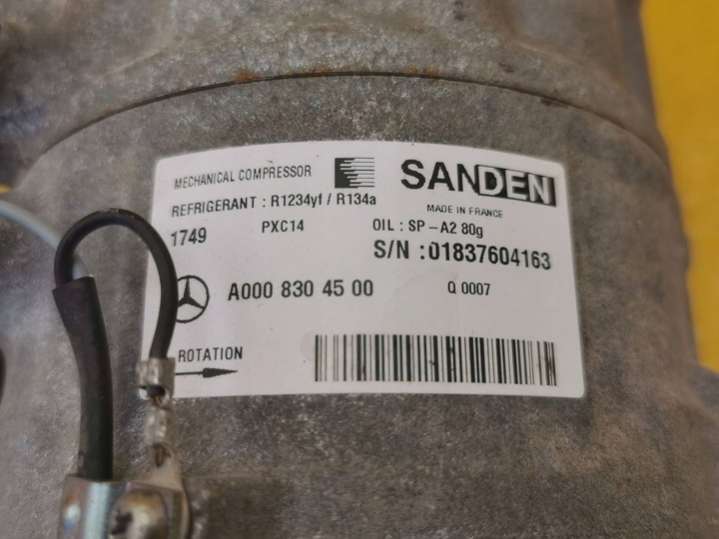 MECHANICAL COMPRESSOR
SANDEN
REFRIGERANT : R1234yf / R134a
MADE IN FRANCE
1749 PXC14 OIL : SP - A2 80g
S/N : 01837604163
A000 830 45 00 Q 0007
ROTATION